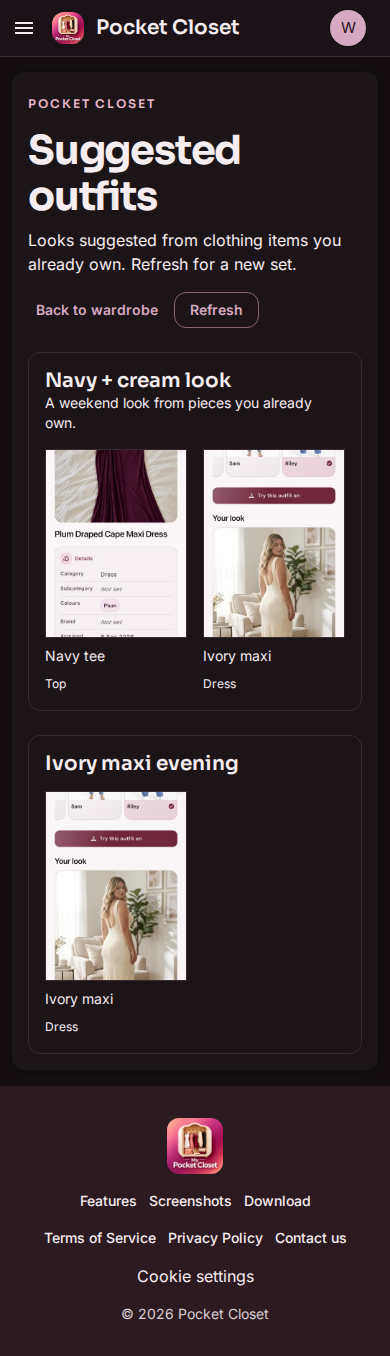 Pocket Closet
W
POCKET CLOSET
Suggested
outfits
Looks suggested from clothing items you
already own. Refresh for a new set.
Back to wardrobe
Refresh
Navy + cream look
A weekend look from pieces you already
own.
Plum Draped Cape Maxi Dress
Details
Category Dress
Subcategory Not set
Colours Plum
Brand Not set
Sam Riley
Try this outfit on
Your look
Navy tee
Top
Ivory maxi
Dress
Ivory maxi evening
Sam Riley
Try this outfit on
Your look
Ivory maxi
Dress
My
Pocket Closet
Features Screenshots Download
Terms of Service Privacy Policy Contact us
Cookie settings
© 2026 Pocket Closet